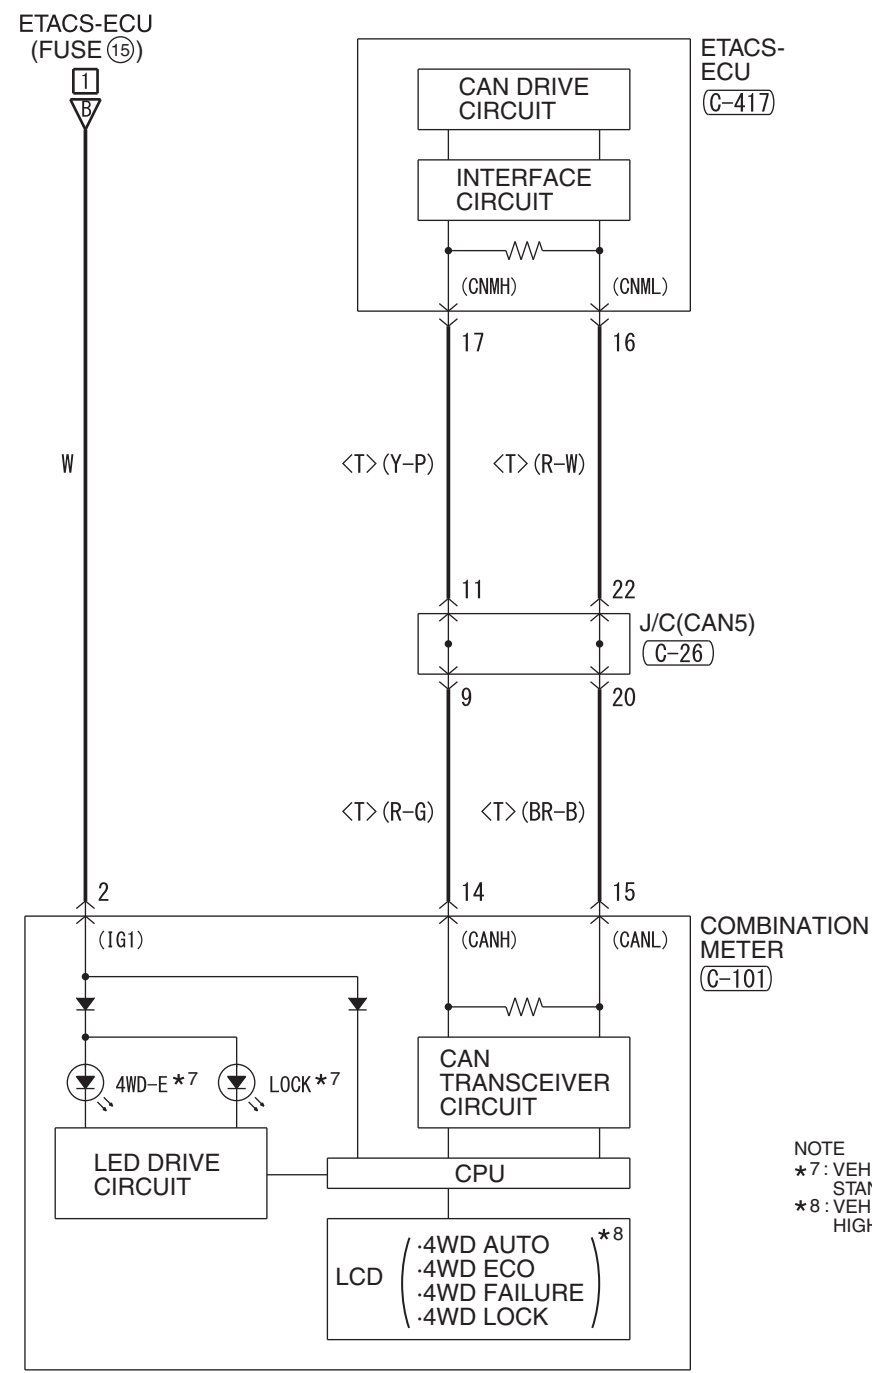 ETACS-ECU
(FUSE ⑮)
1
B
ETACS-
ECU
C-417
CAN DRIVE
CIRCUIT
INTERFACE
CIRCUIT
(CNMH)
(CNML)
17
16
W
<T>(Y-P)
<T>(R-W)
11
22
J/C(CAN5)
C-26
9
20
<T>(R-G)
<T>(BR-B)
2
14
15
(IG1)
(CANH)
(CANL)
COMBINATION
METER
C-101
4WD-E*7
LOCK*7
CAN
TRANSCEIVER
CIRCUIT
LED DRIVE
CIRCUIT
CPU
LCD
·4WD AUTO
·4WD ECO
·4WD FAILURE
·4WD LOCK
*8
NOTE
*7: VEH
STAN
*8: VEH
HIGH